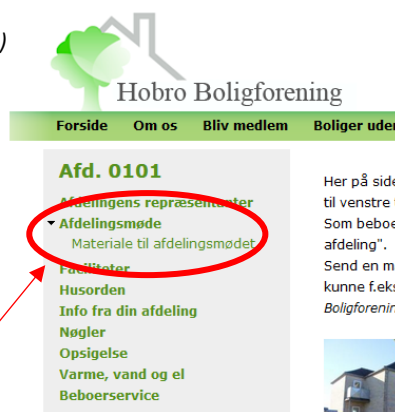 )
Hobro Boligforening
Forside Om os Bliv medlem Boliger uden
Afd. 0101
Afdelingens repræsentanter
Afdelingsmøde
Materiale til afdelingsmødet
Faciliteter
Husorden
Info fra din afdeling
Nøgler
Opsigelse
Varme, vand og el
Beboerservice
Her på side
til venstre
Som beboe
afdeling".
Send en ma
kunne f.eks
Boligforenin